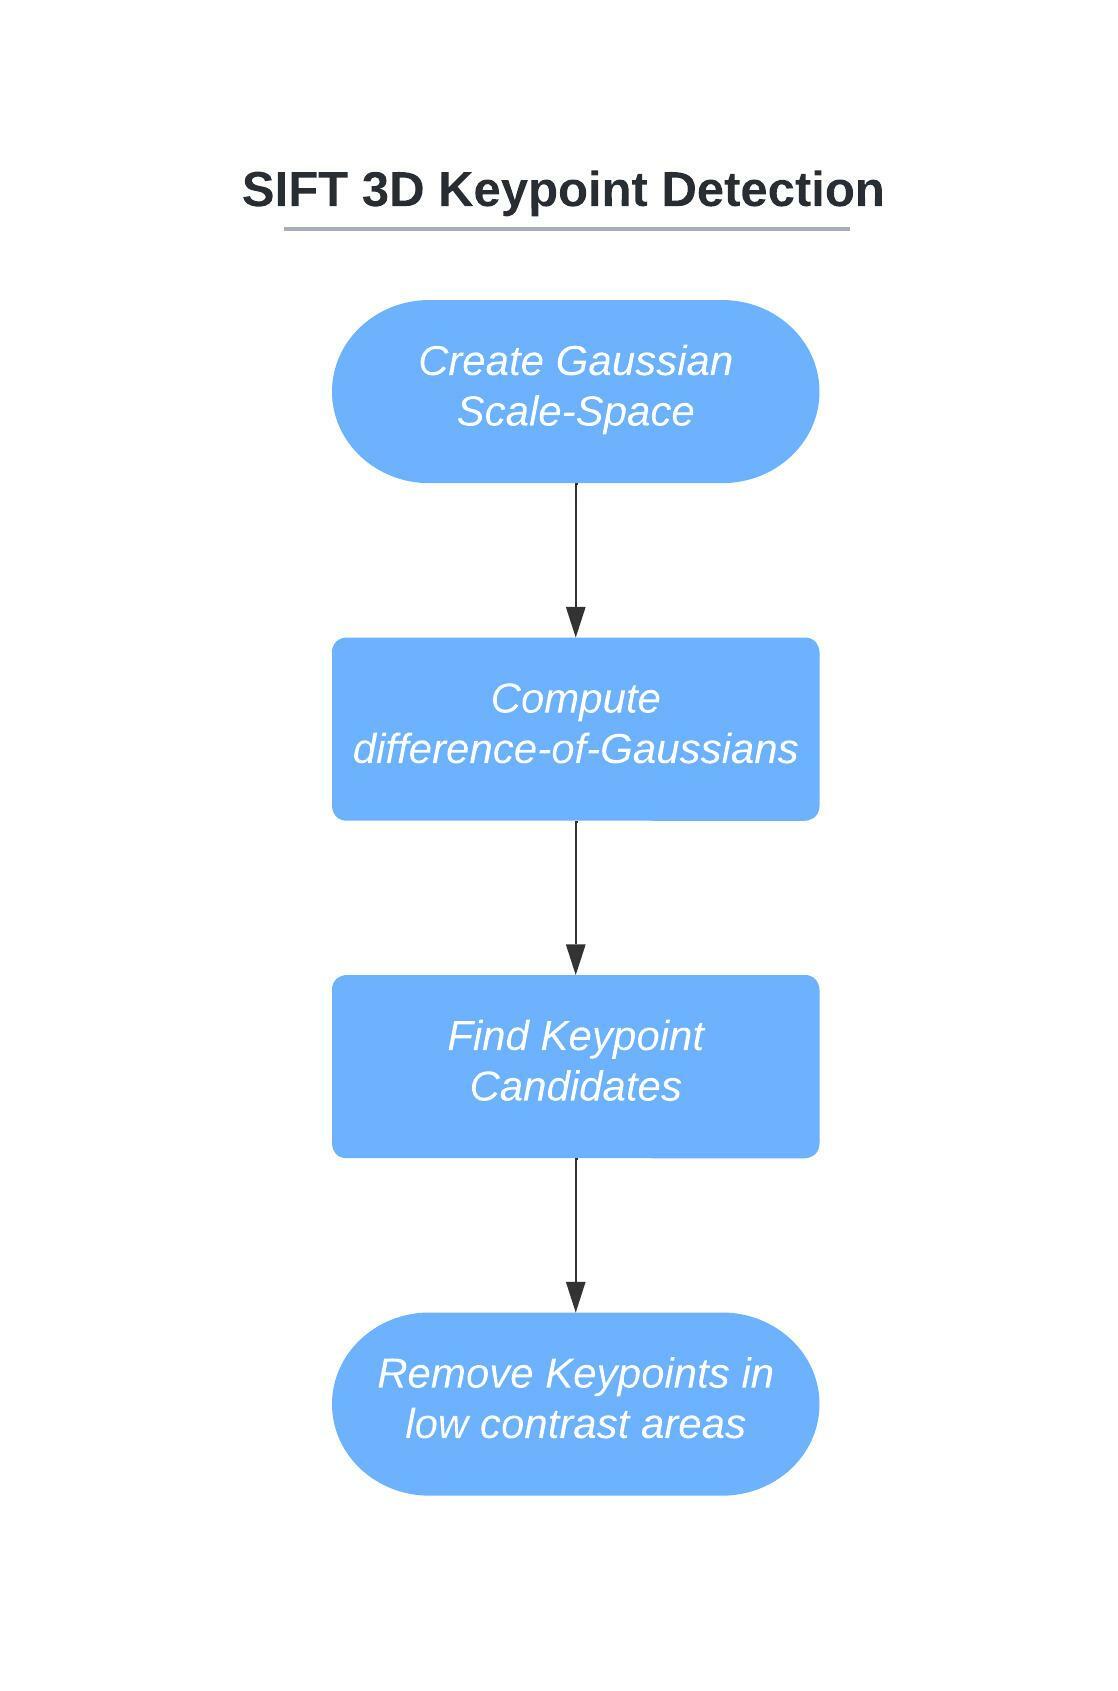 SIFT 3D Keypoint Detection
Create Gaussian
Scale-Space
Compute
difference-of-Gaussians
Find Keypoint
Candidates
Remove Keypoints in
low contrast areas